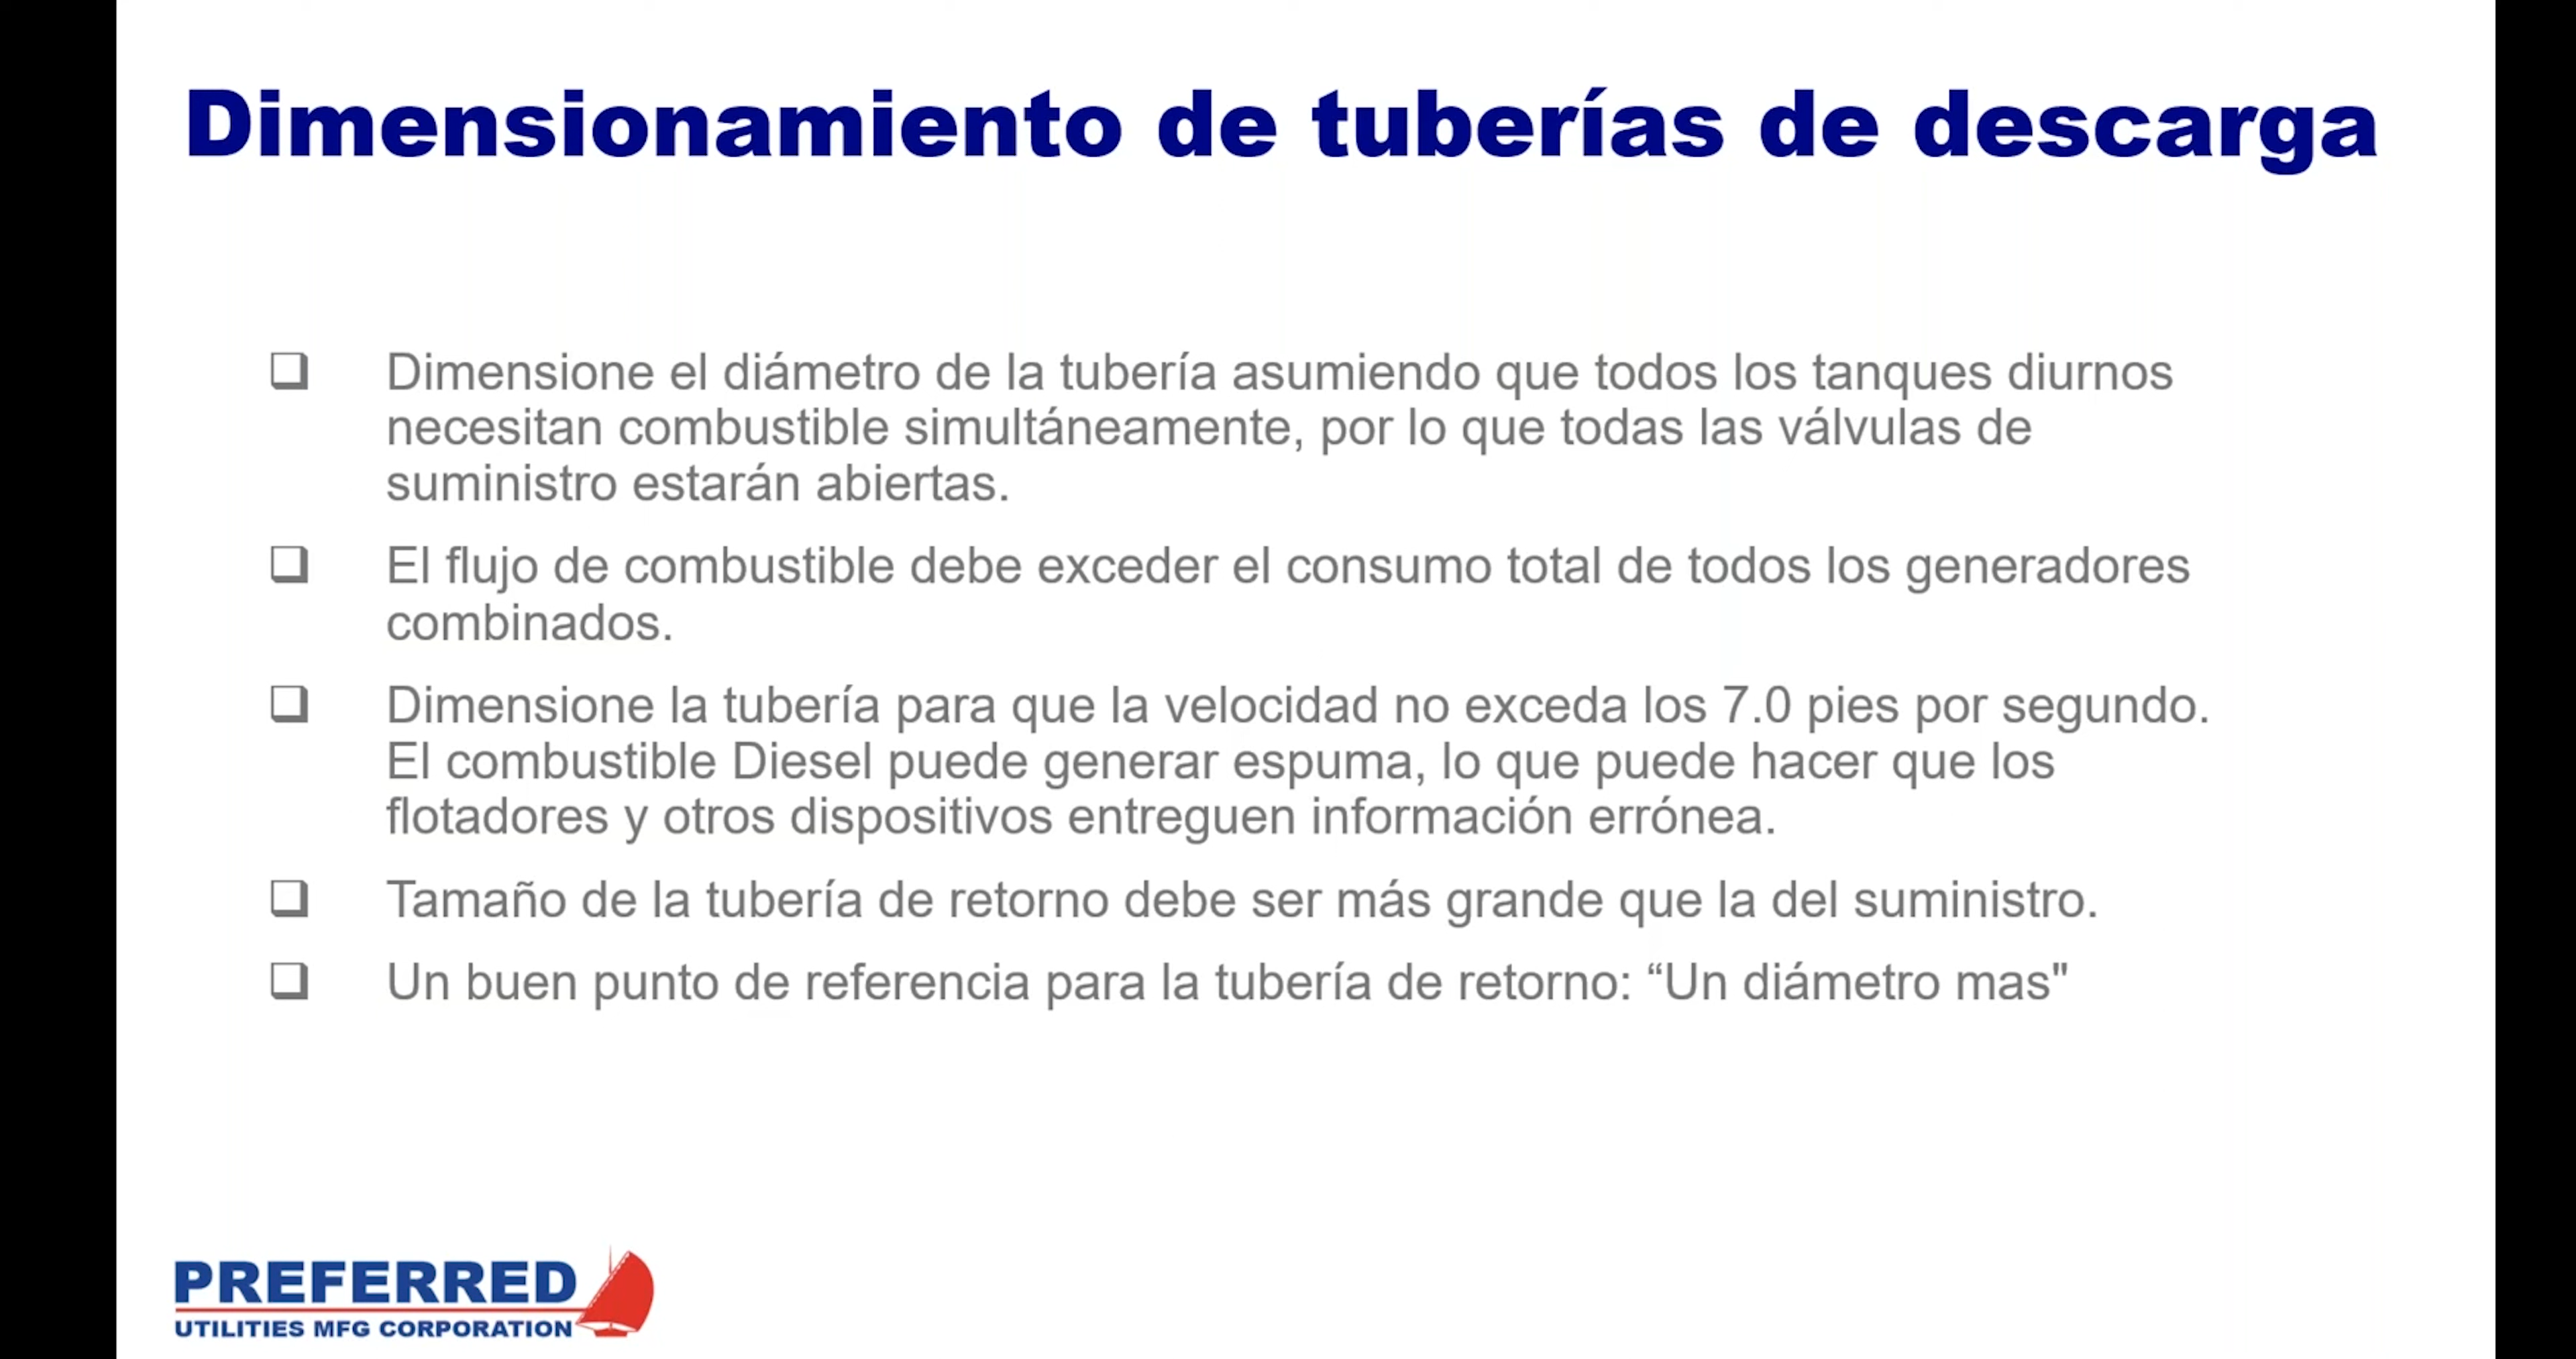 Dimensionamiento de tuberías de descarga
Dimensione el diámetro de la tubería asumiendo que todos los tanques diurnos
necesitan combustible simultáneamente, por lo que todas las válvulas de
suministro estarán abiertas.
El flujo de combustible debe exceder el consumo total de todos los generadores
combinados.
Dimensione la tubería para que la velocidad no exceda los 7.0 pies por segundo.
El combustible Diesel puede generar espuma, lo que puede hacer que los
flotadores y otros dispositivos entreguen información errónea.
Tamaño de la tubería de retorno debe ser más grande que la del suministro.
Un buen punto de referencia para la tubería de retorno: “Un diámetro mas"
PREFERRED
UTILITIES MFG CORPORATION